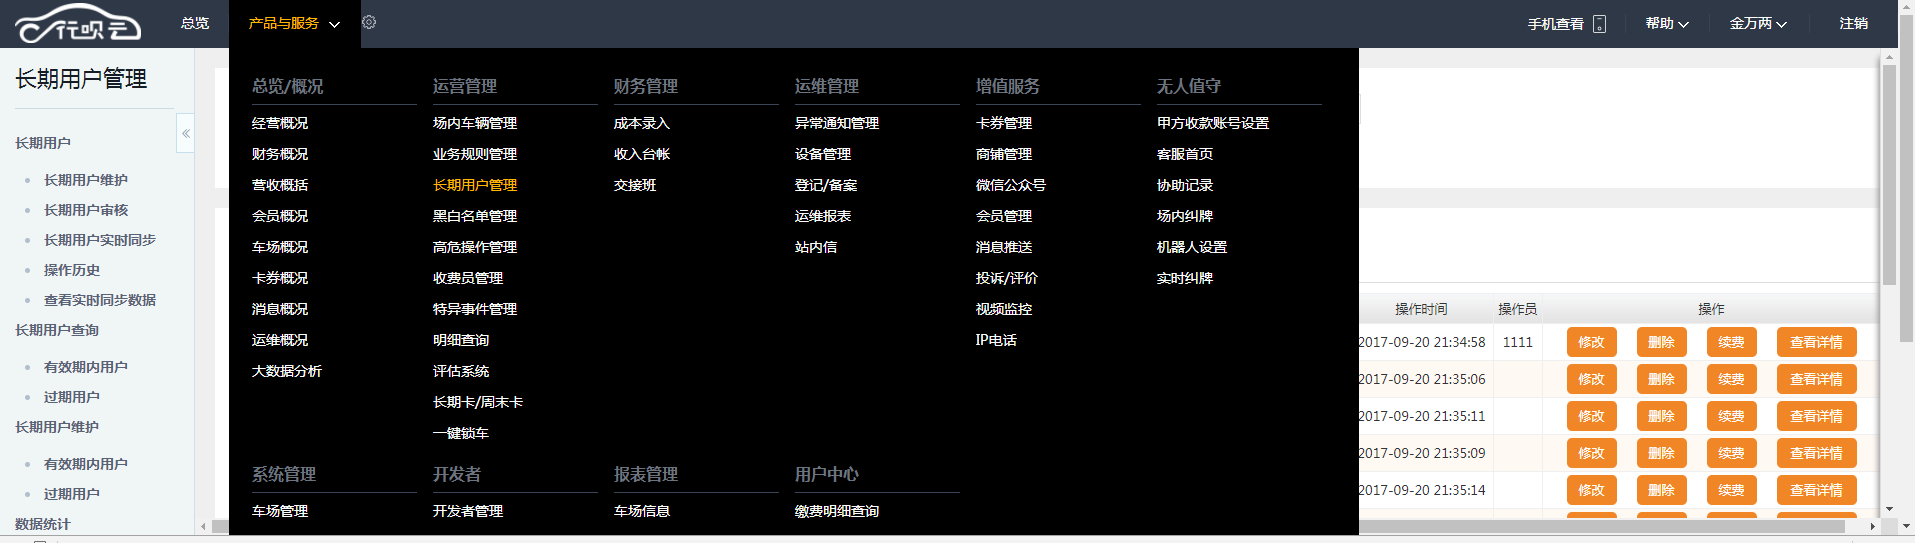 行呗云 总览 产品与服务 手机查看 帮助 金万两 注销
长期用户管理
长期用户
长期用户维护
长期用户审核
长期用户实时同步
操作历史
查看实时同步数据
长期用户查询
有效期内用户
过期用户
长期用户维护
有效期内用户
过期用户
数据统计
总览/概况
经营概况
财务概况
营收概括
会员概况
车场概况
卡券概况
消息概况
运维概况
大数据分析
运营管理
场内车辆管理
业务规则管理
长期用户管理
黑白名单管理
高危操作管理
收费员管理
特异事件管理
明细查询
评估系统
长期卡/周末卡
一键锁车
财务管理
成本录入
收入台帐
交接班
运维管理
异常通知管理
设备管理
登记/备案
运维报表
站内信
增值服务
卡券管理
商铺管理
微信公众号
会员管理
消息推送
投诉/评价
视频监控
IP电话
无人值守
甲方收款账号设置
客服首页
协助记录
场内纠牌
机器人设置
实时纠牌
系统管理
车场管理
开发者
开发者管理
报表管理
车场信息
用户中心
缴费明细查询
操作时间 操作员 操作
2017-09-20 21:34:58 1111 修改 删除 续费 查看详情
2017-09-20 21:35:06 修改 删除 续费 查看详情
2017-09-20 21:35:11 修改 删除 续费 查看详情
2017-09-20 21:35:09 修改 删除 续费 查看详情
2017-09-20 21:35:14 修改 删除 续费 查看详情